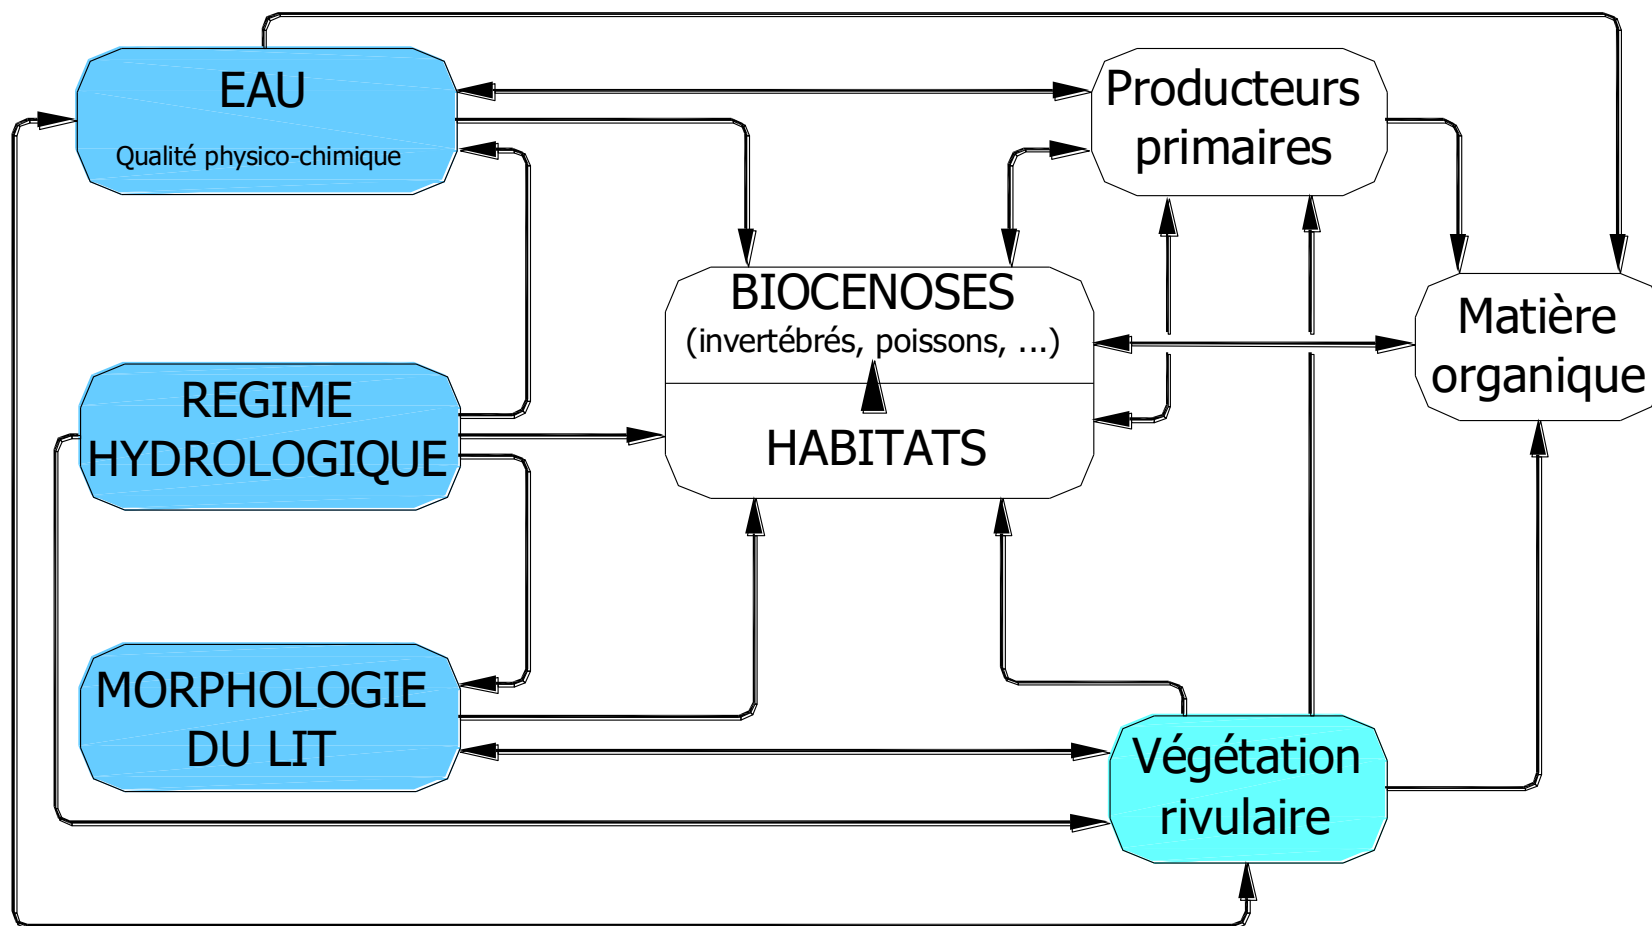 EAU
Qualité physico-chimique
Producteurs
primaires
BIOCENOSES
(invertébrés, poissons, ...)
HABITATS
Matière
organique
REGIME
HYDROLOGIQUE
MORPHOLOGIE
DU LIT
Végétation
rivulaire